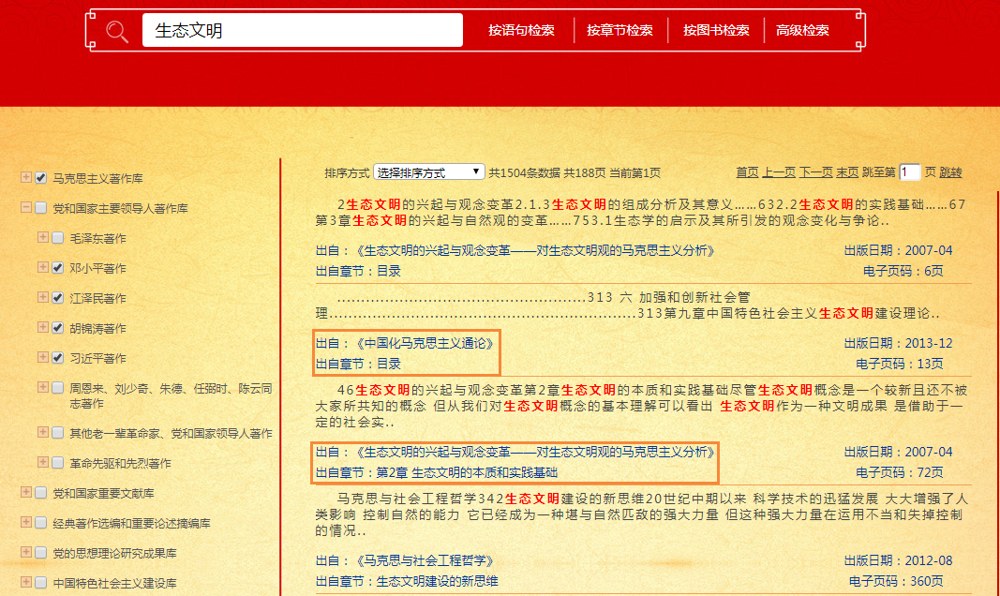 生态文明
按语句检索
按章节检索
按图书检索
高级检索
马克思主义著作库
党和国家主要领导人著作库
毛泽东著作
邓小平著作
江泽民著作
胡锦涛著作
习近平著作
周恩来、刘少奇、朱德、任弼时、陈云同
志著作
其他老一辈革命家、党和国家领导人著作
革命先驱和先烈著作
党和国家重要文献库
经典著作选编和重要论述摘编库
党的思想理论研究成果库
中国特色社会主义建设库
排序方式 选择排序方式 共1504条数据 共188页 当前第1页
首页 上一页 下一页 末页 跳至第 1 页 跳转
2生态文明的兴起与观念变革2.1.3生态文明的组成分析及其意义……632.2生态文明的实践基础……67
第3章生态文明的兴起与自然观的变革……753.1生态学的启示及其所引发的观念变化与争论..
出自：《生态文明的兴起与观念变革——对生态文明观的马克思主义分析》
出版日期：2007-04
出自章节：目录
电子页码：6页
..................................................313 六 加强和创新社会管
理..............................................................313第九章中国特色社会主义生态文明建设理论..
出自：《中国化马克思主义通论》
出版日期：2013-12
出自章节：目录
电子页码：13页
46生态文明的兴起与观念变革第2章生态文明的本质和实践基础尽管生态文明概念是一个较新且还不被
大家所共知的概念 但从我们对生态文明概念的基本理解可以看出 生态文明作为一种文明成果 是借助于一
定的社会实..
出自：《生态文明的兴起与观念变革——对生态文明观的马克思主义分析》
出版日期：2007-04
出自章节：第2章 生态文明的本质和实践基础
电子页码：72页
马克思与社会工程哲学342生态文明建设的新思维20世纪中期以来 科学技术的迅猛发展 大大增强了人
类影响 控制自然的能力 它已经成为一种堪与自然匹敌的强大力量 但这种强大力量在运用不当和失掉控制
的情况..
出自：《马克思与社会工程哲学》
出版日期：2012-08
出自章节：生态文明建设的新思维
电子页码：360页